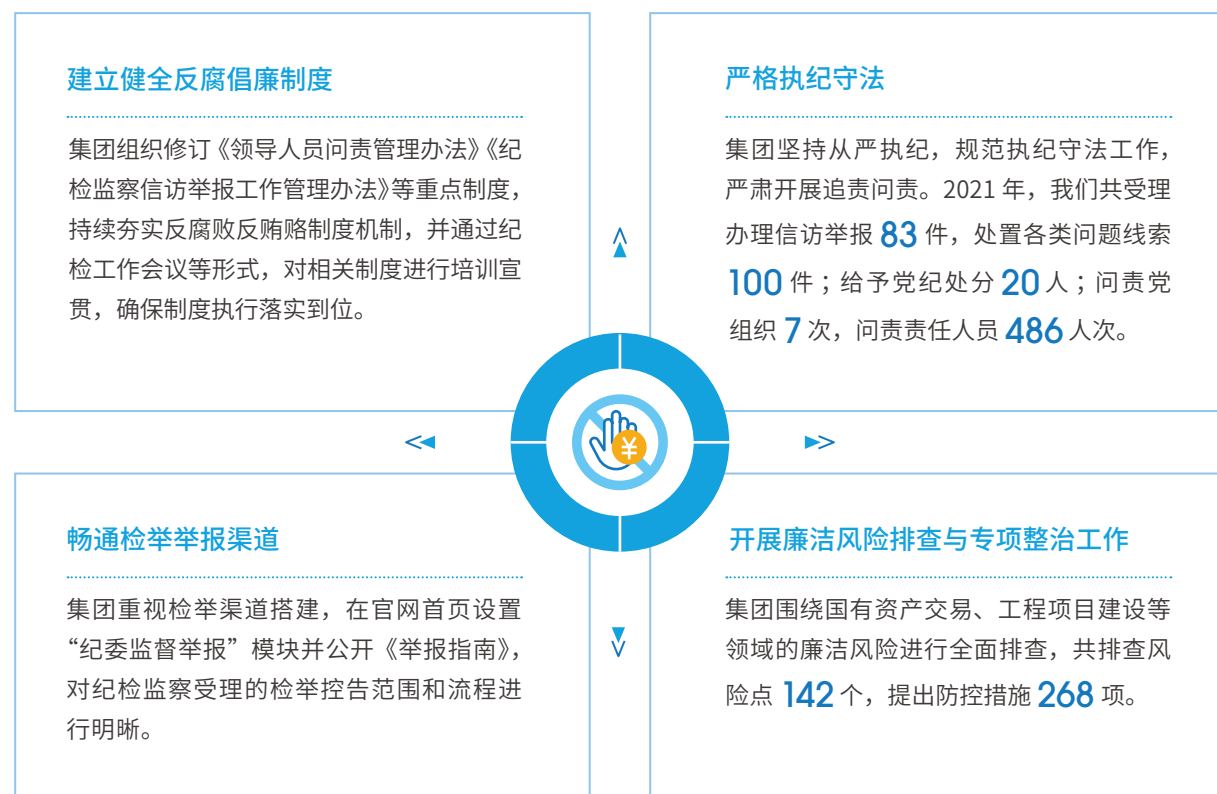 建立健全反腐倡廉制度
集团组织修订《领导人员问责管理办法》《纪
检监察信访举报工作管理办法》等重点制度，
持续夯实反腐败反贿赂制度机制，并通过纪
检工作会议等形式，对相关制度进行培训宣
贯，确保制度执行落实到位。
严格执纪守法
集团坚持从严执纪，规范执纪守法工作，
严肃开展追责问责。2021 年，我们共受理
办理信访举报 83 件，处置各类问题线索
100 件；给予党纪处分 20 人；问责党
组织 7 次，问责责任人员 486 人次。
¥
畅通检举举报渠道
集团重视检举渠道搭建，在官网首页设置
“纪委监督举报”模块并公开《举报指南》，
对纪检监察受理的检举控告范围和流程进
行明晰。
开展廉洁风险排查与专项整治工作
集团围绕国有资产交易、工程项目建设等
领域的廉洁风险进行全面排查，共排查风
险点 142 个，提出防控措施 268 项。